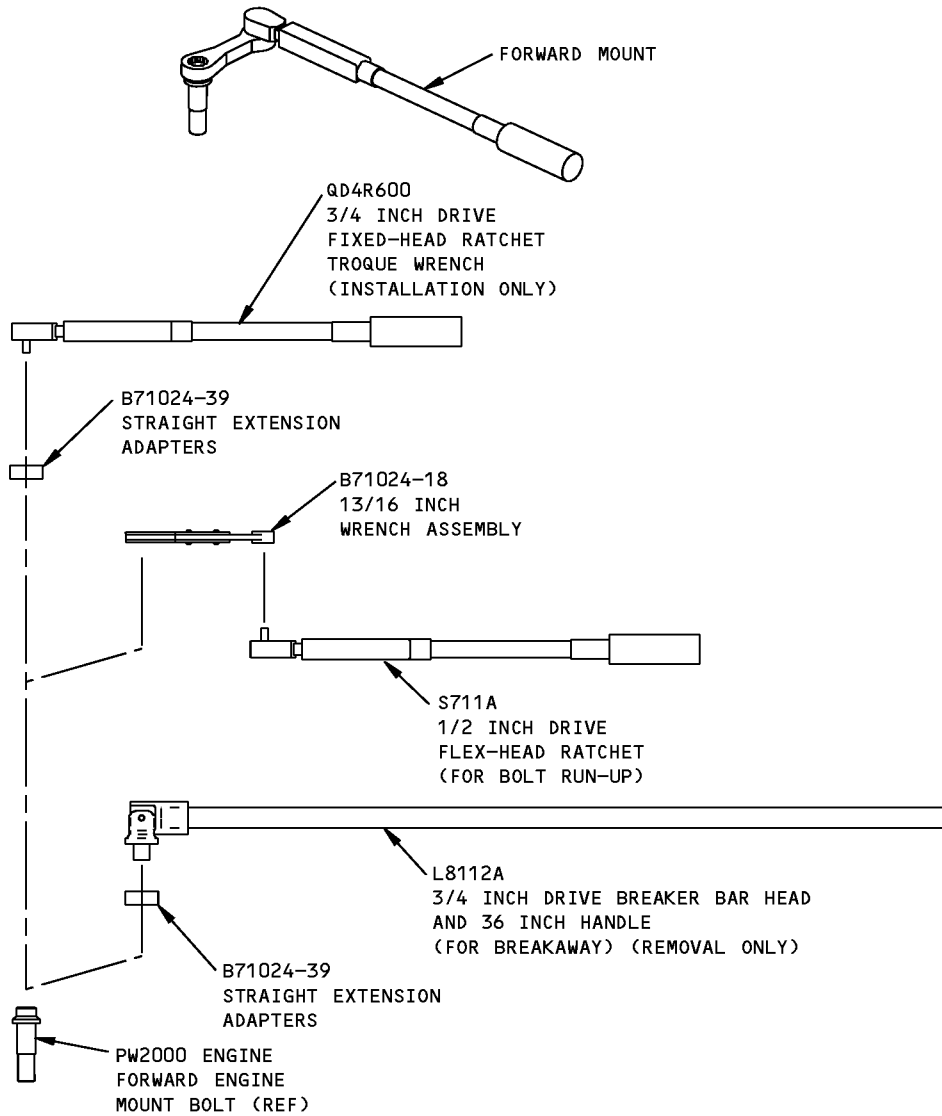 FORWARD MOUNT
QD4R600
3/4 INCH DRIVE
FIXED-HEAD RATCHET
TROQUE WRENCH
(INSTALLATION ONLY)
B71024-39
STRAIGHT EXTENSION
ADAPTERS
B71024-18
13/16 INCH
WRENCH ASSEMBLY
S711A
1/2 INCH DRIVE
FLEX-HEAD RATCHET
(FOR BOLT RUN-UP)
L8112A
3/4 INCH DRIVE BREAKER BAR HEAD
AND 36 INCH HANDLE
(FOR BREAKAWAY) (REMOVAL ONLY)
B71024-39
STRAIGHT EXTENSION
ADAPTERS
PW2000 ENGINE
FORWARD ENGINE
MOUNT BOLT (REF)